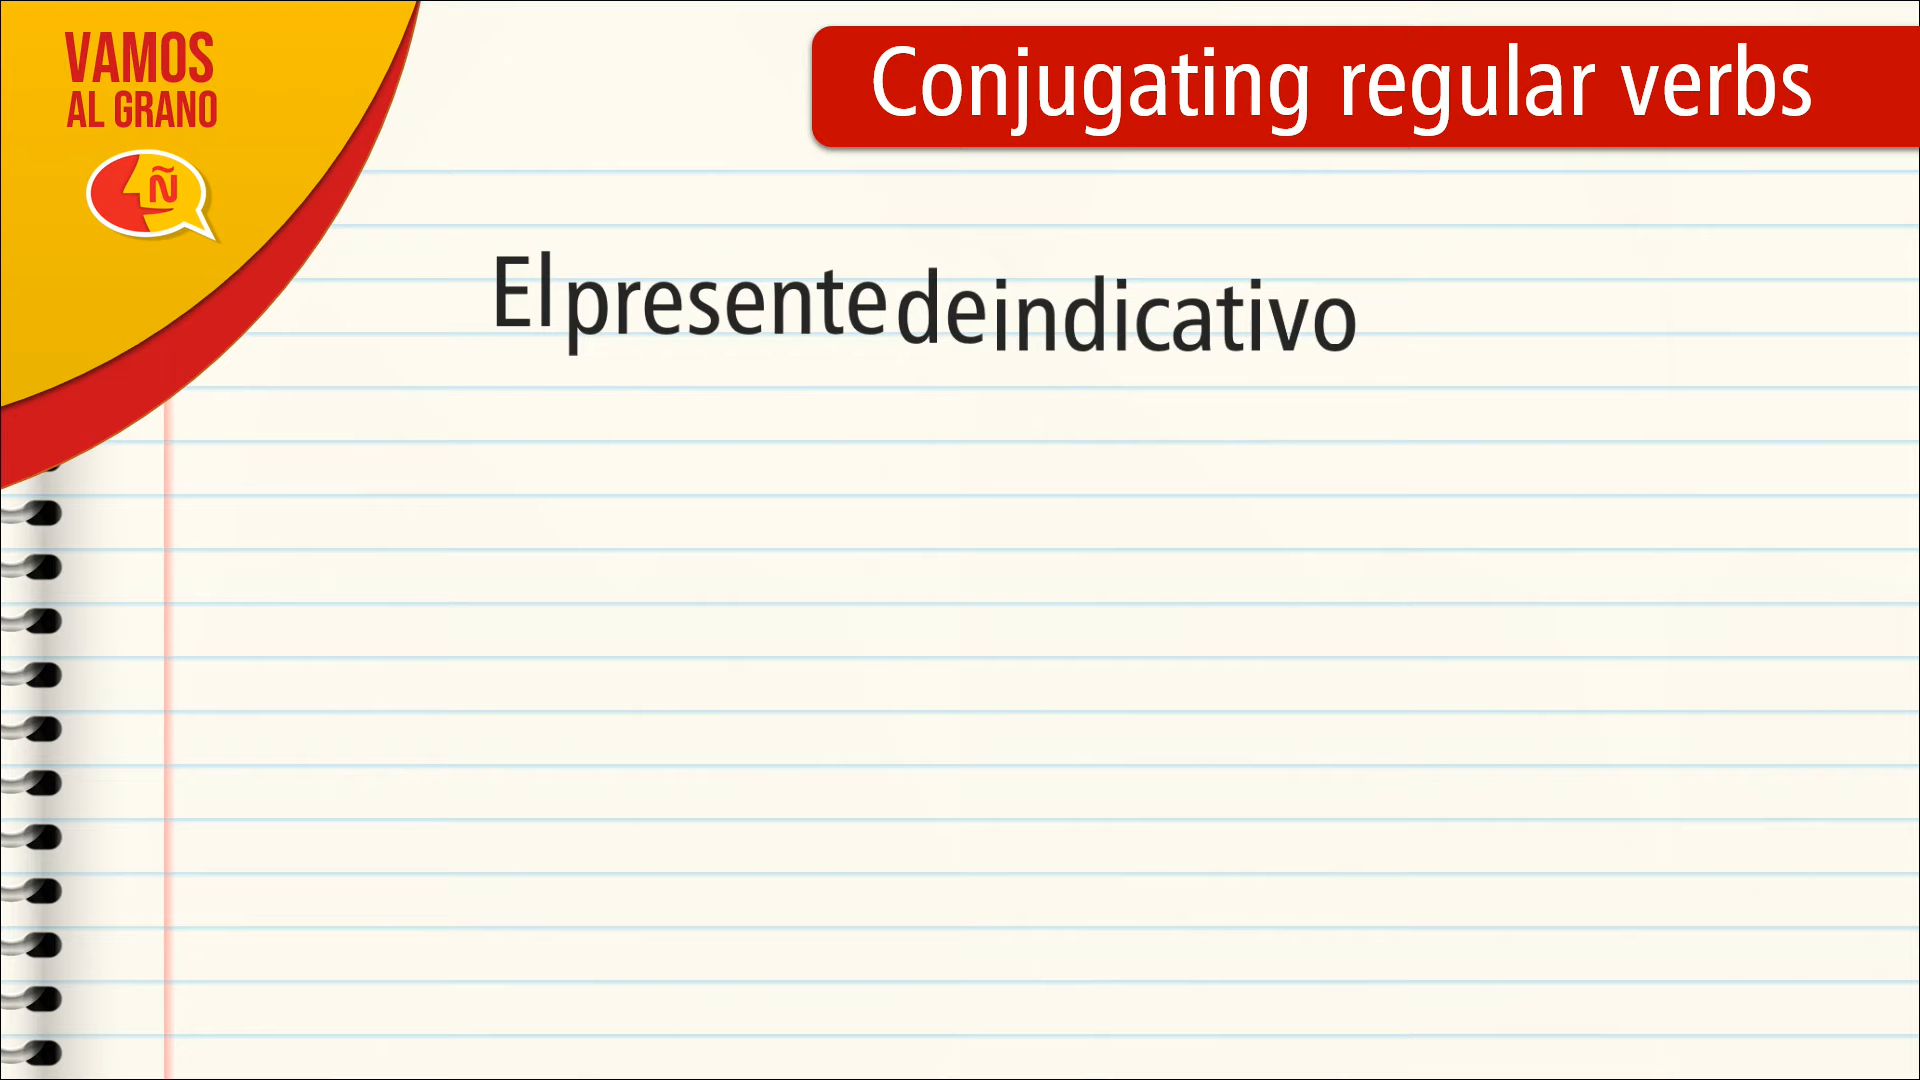 VAMOS
AL GRANO
Ñ
Conjugating regular verbs
El presente de indicativo